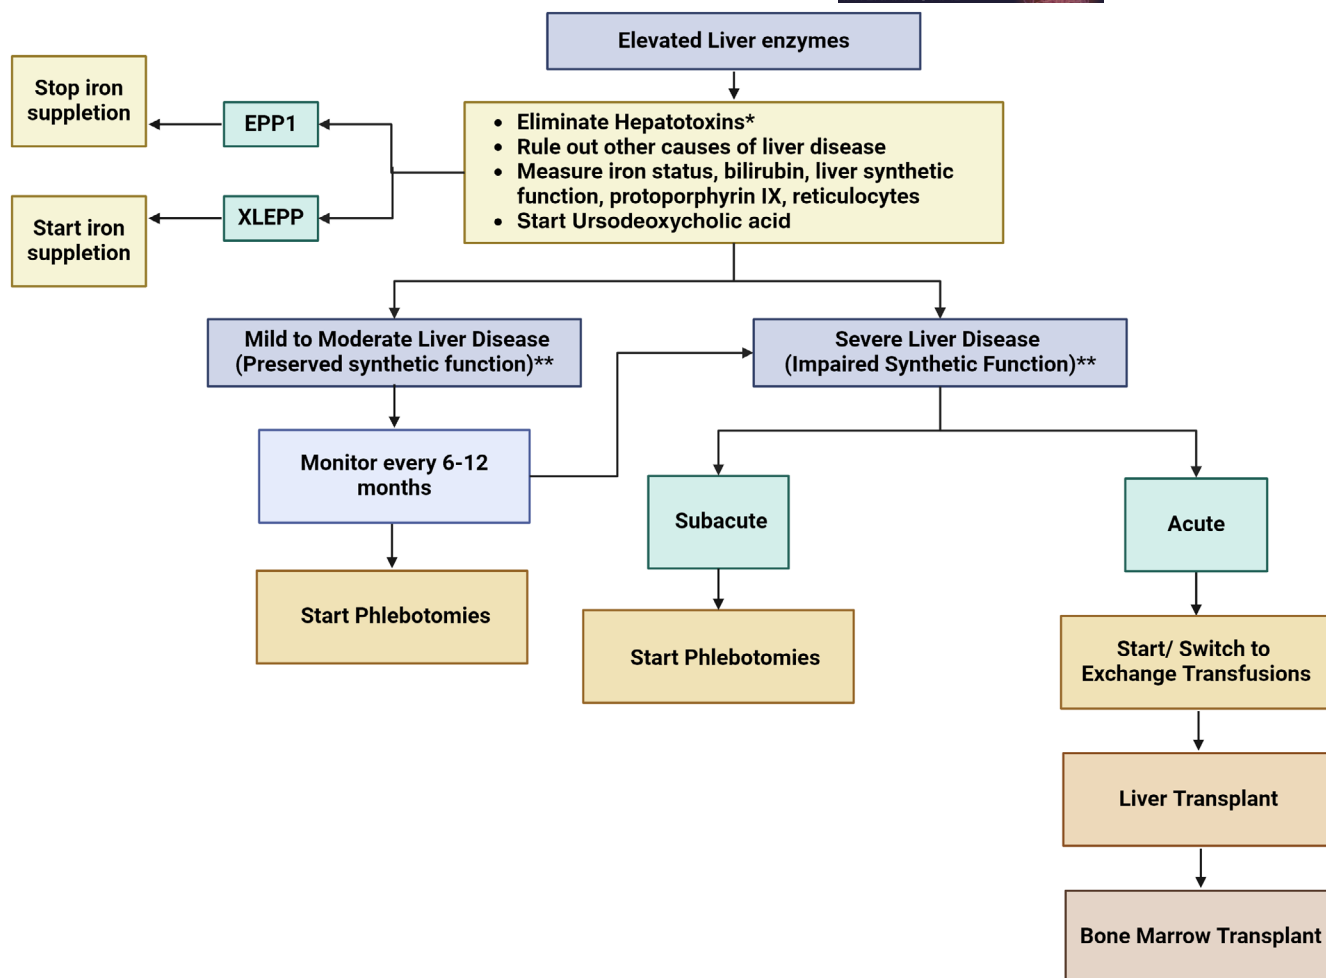 Elevated Liver enzymes
Stop iron
suppletion
EPP1
• Eliminate Hepatotoxins*
• Rule out other causes of liver disease
• Measure iron status, bilirubin, liver synthetic
function, protoporphyrin IX, reticulocytes
• Start Ursodeoxycholic acid
Start iron
suppletion
XLEPP
Mild to Moderate Liver Disease
(Preserved synthetic function)**
Severe Liver Disease
(Impaired Synthetic Function)**
Monitor every 6-12
months
Subacute
Acute
Start Phlebotomies
Start Phlebotomies
Start/ Switch to
Exchange Transfusions
Liver Transplant
Bone Marrow Transplant